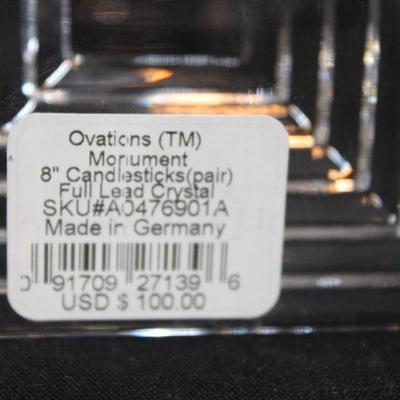 Ovations (TM)
Monument
8" Candlesticks(pair)
Full Lead Crystal
SKU#A0476901A
Made in Germany
0 91709 27139 6
USD $ 100.00